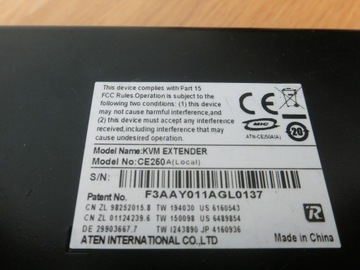 This device complies with Part 15
FCC Rules.Operation is subject to the
following two conditions: (1) this device
may not cause harmful interference,and
(2) this device must accept any
interference received,including
interference that may cause
undesired operation.
CE
MIC
ATN-CE250A(A)
20
Model Name:KVM EXTENDER
Model No:CE250A(Local)
S/N:
F3AAY011AGL0137
Patent No.
CN ZL 98252015.8 TW 194030 US 6160543
CN ZL 01124239.6 TW 150098 US 6489854
DE 29903667.7 TW I243890 JP 4160936
ATEN INTERNATIONAL CO.,LTD
R